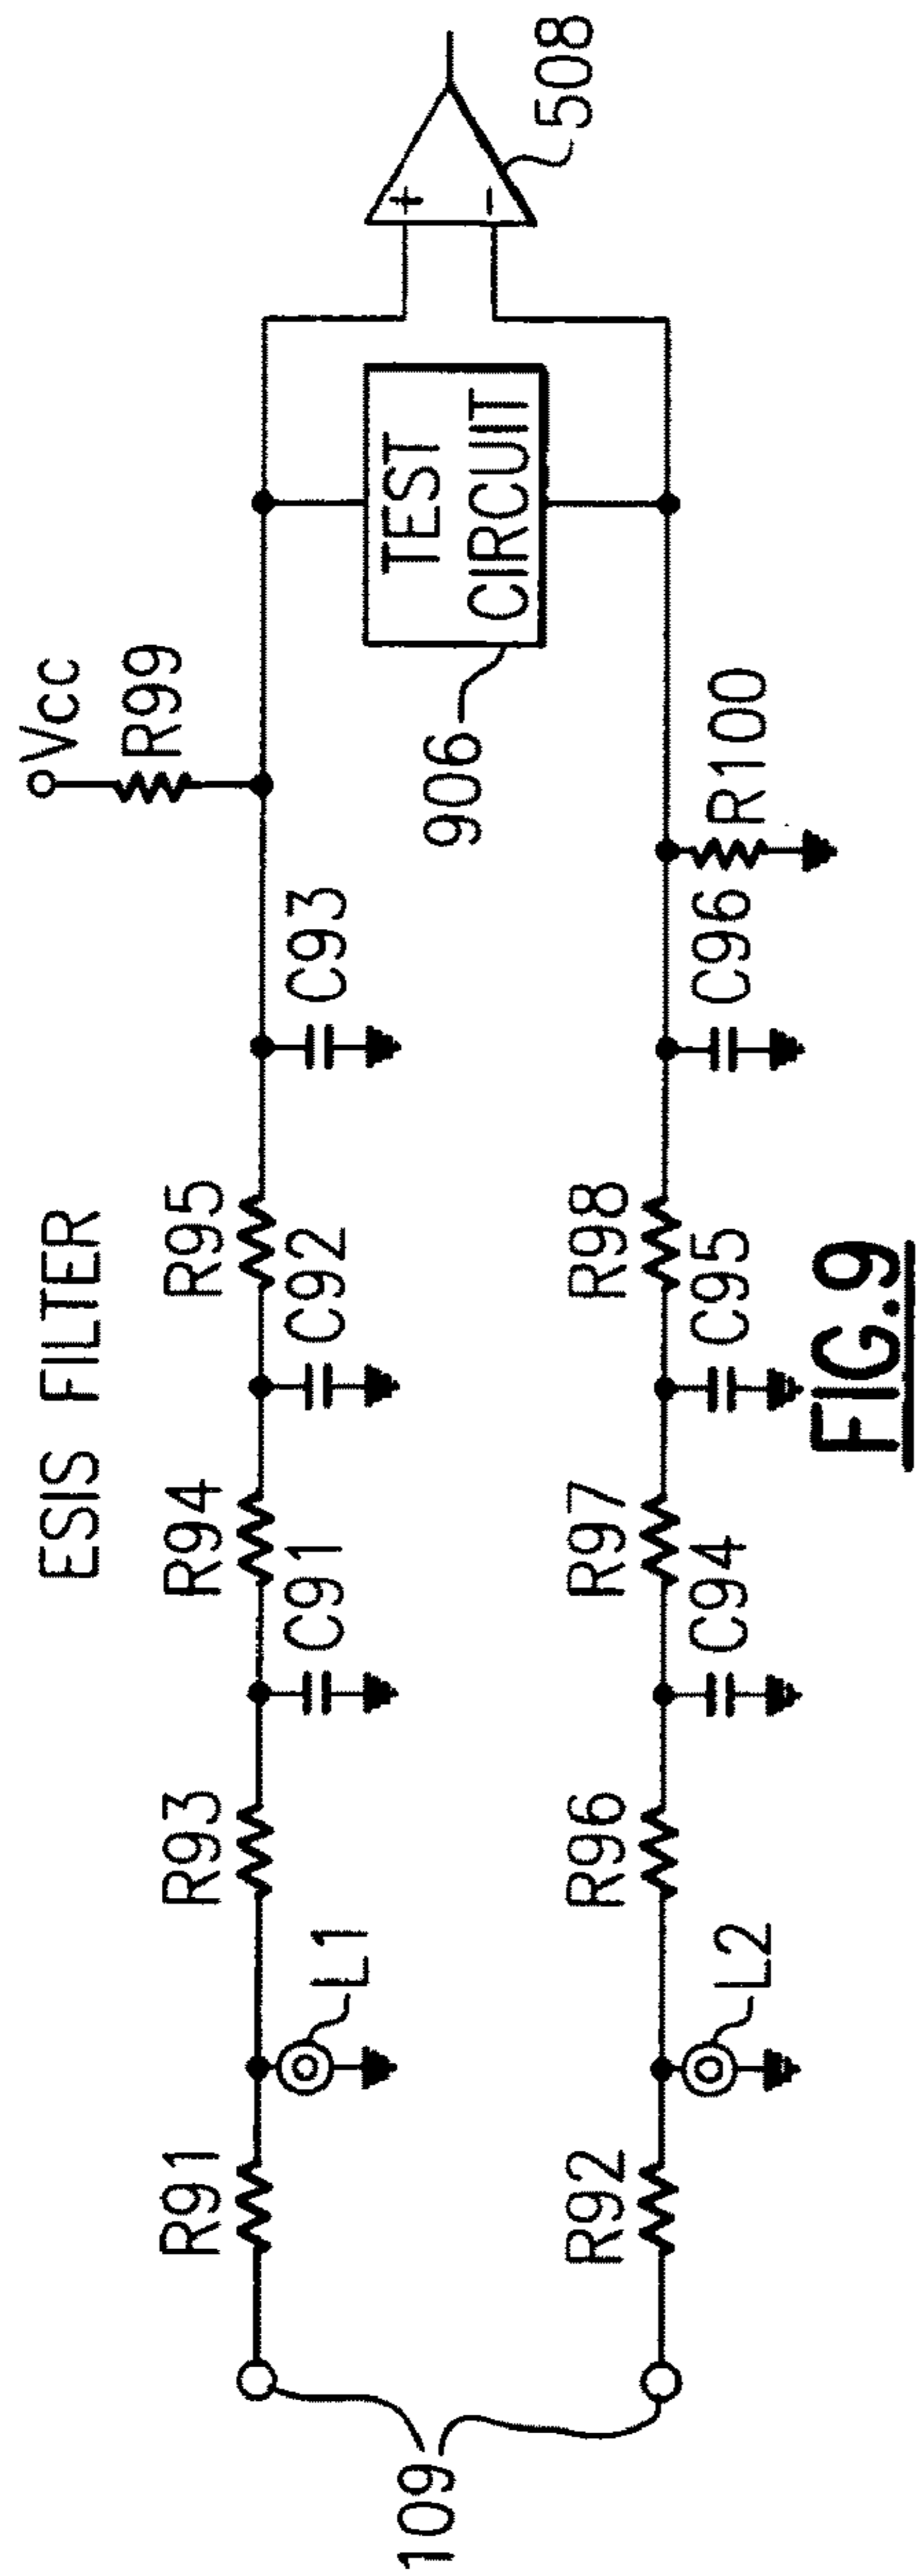 ESIS FILTER
Vcc
R99
R91
R93
R94
R95
L1
C91
C92
C93
TEST
CIRCUIT
906
508
109
R92
R96
R97
R98
L2
C94
C95
C96
R100
FIG.9